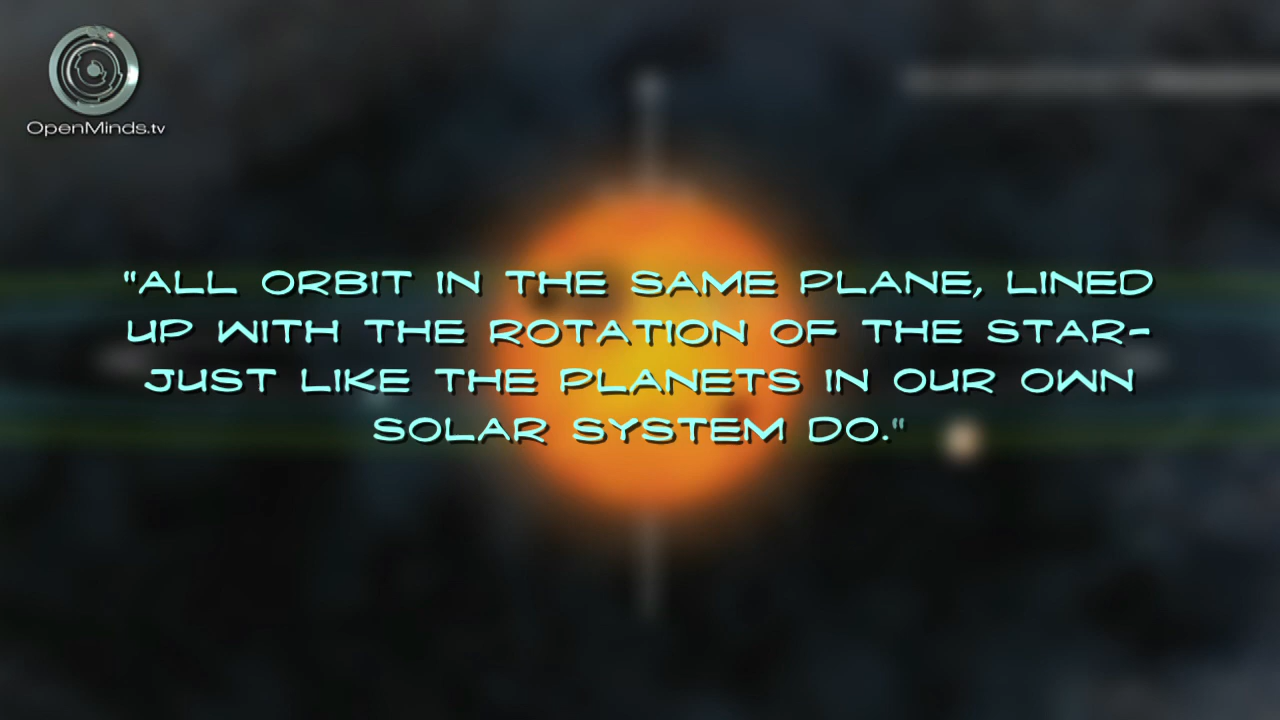 OpenMinds.tv
"ALL ORBIT IN THE SAME PLANE, LINED
UP WITH THE ROTATION OF THE STAR-
JUST LIKE THE PLANETS IN OUR OWN
SOLAR SYSTEM DO."